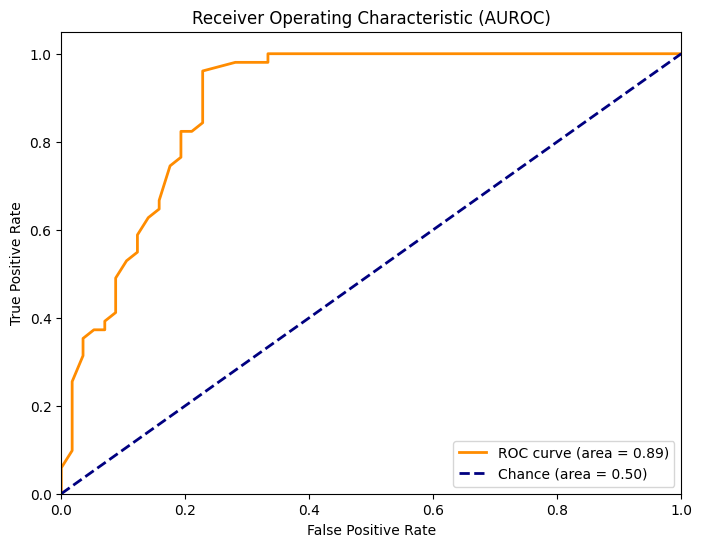 Receiver Operating Characteristic (AUROC)
1.0
0.8
0.6
0.4
0.2
0.0
True Positive Rate
0.0 0.2 0.4 0.6 0.8 1.0
False Positive Rate
ROC curve (area = 0.89)
Chance (area = 0.50)